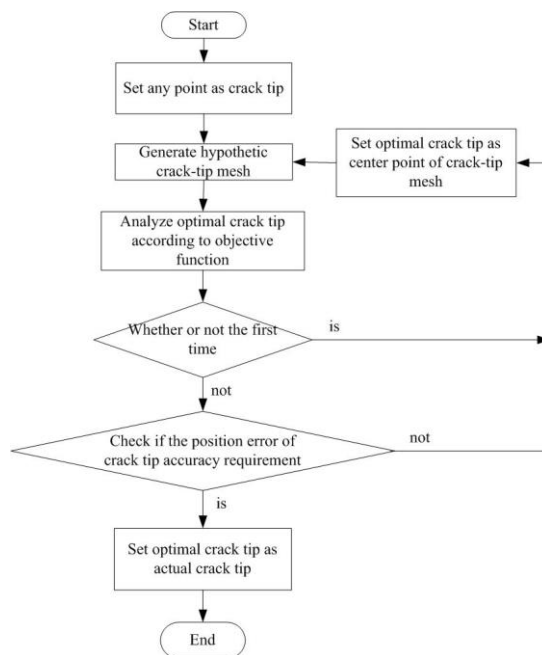 Start
Set any point as crack tip
Generate hypothetic
crack-tip mesh
Set optimal crack tip as
center point of crack-tip
mesh
Analyze optimal crack tip
according to objective
function
Whether or not the first
time
is
not
Check if the position error of
crack tip accuracy requirement
not
is
Set optimal crack tip as
actual crack tip
End